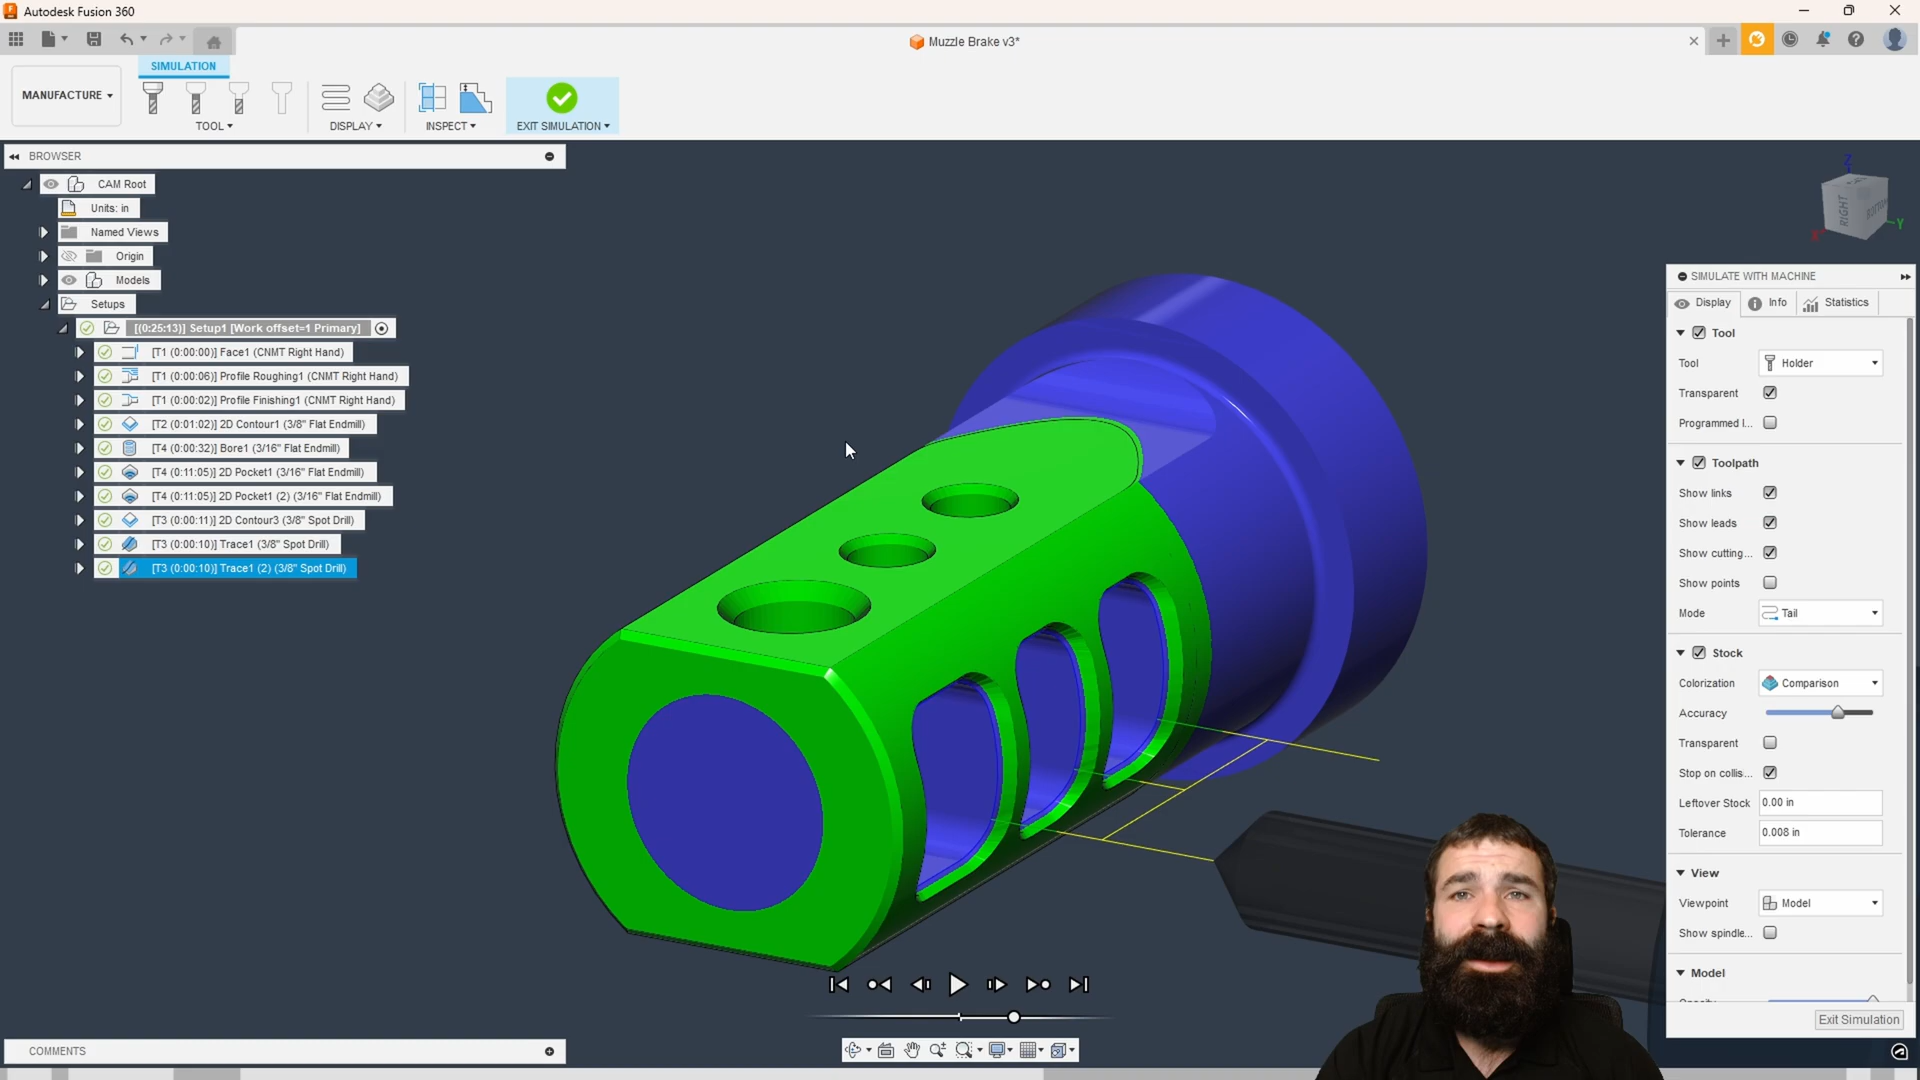 Autodesk Fusion 360
Muzzle Brake v3*
SIMULATION
MANUFACTURE
TOOL
DISPLAY
INSPECT
EXIT SIMULATION
BROWSER
CAM Root
Units: in
Named Views
Origin
Models
Setups
[(0:25:13)] Setup1 [Work offset=1 Primary]
[T1 (0:00:00)] Face1 (CNMT Right Hand)
[T1 (0:00:06)] Profile Roughing1 (CNMT Right Hand)
[T1 (0:00:02)] Profile Finishing1 (CNMT Right Hand)
[T2 (0:01:02)] 2D Contour1 (3/8" Flat Endmill)
[T4 (0:00:32)] Bore1 (3/16" Flat Endmill)
[T4 (0:11:05)] 2D Pocket1 (3/16" Flat Endmill)
[T4 (0:11:05)] 2D Pocket1 (2) (3/16" Flat Endmill)
[T3 (0:00:11)] 2D Contour3 (3/8" Spot Drill)
[T3 (0:00:10)] Trace1 (3/8" Spot Drill)
[T3 (0:00:10)] Trace1 (2) (3/8" Spot Drill)
Z
RIGHT
BOTTOM
Y
X
SIMULATE WITH MACHINE
Display
Info
Statistics
Tool
Tool
Holder
Transparent
Programmed l...
Toolpath
Show links
Show leads
Show cutting...
Show points
Mode
Tail
Stock
Colorization
Comparison
Accuracy
Transparent
Stop on collis...
Leftover Stock
0.00 in
Tolerance
0.008 in
View
Viewpoint
Model
Show spindle...
Model
Exit Simulation
COMMENTS